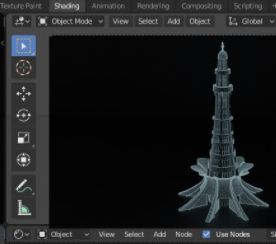 Texture Paint Shading Animation Rendering Compositing Scripting
Object Mode View Select Add Object Global
Object View Select Add Node Use Nodes